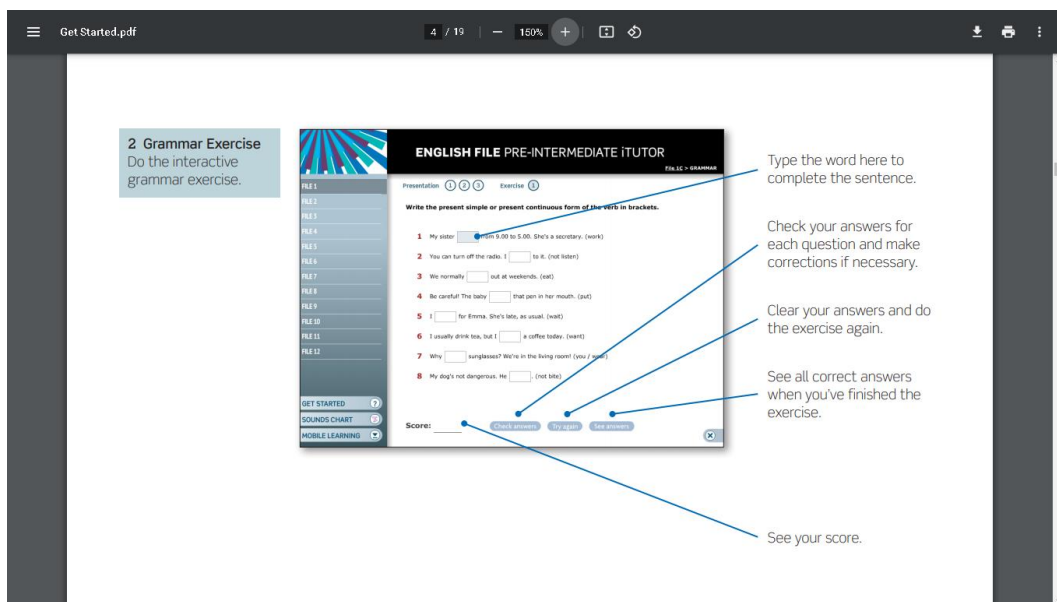 Get Started.pdf
4 / 19
150%
2 Grammar Exercise
Do the interactive
grammar exercise.
ENGLISH FILE PRE-INTERMEDIATE iTUTOR
File 1C > GRAMMAR
FILE 1
FILE 2
FILE 3
FILE 4
FILE 5
FILE 6
FILE 7
FILE 8
FILE 9
FILE 10
FILE 11
FILE 12
GET STARTED ?
SOUNDS CHART
MOBILE LEARNING
Presentation 1 2 3 Exercise 1
Write the present simple or present continuous form of the verb in brackets.
1 My sister from 9.00 to 5.00. She's a secretary. (work)
2 You can turn off the radio. I to it. (not listen)
3 We normally out at weekends. (eat)
4 Be careful! The baby that pen in her mouth. (put)
5 I for Emma. She's late, as usual. (wait)
6 I usually drink tea, but I a coffee today. (want)
7 Why sunglasses? We're in the living room! (you / wear)
8 My dog's not dangerous. He . (not bite)
Score:
Check answers
Try again
See answers
Type the word here to
complete the sentence.
Check your answers for
each question and make
corrections if necessary.
Clear your answers and do
the exercise again.
See all correct answers
when you've finished the
exercise.
See your score.